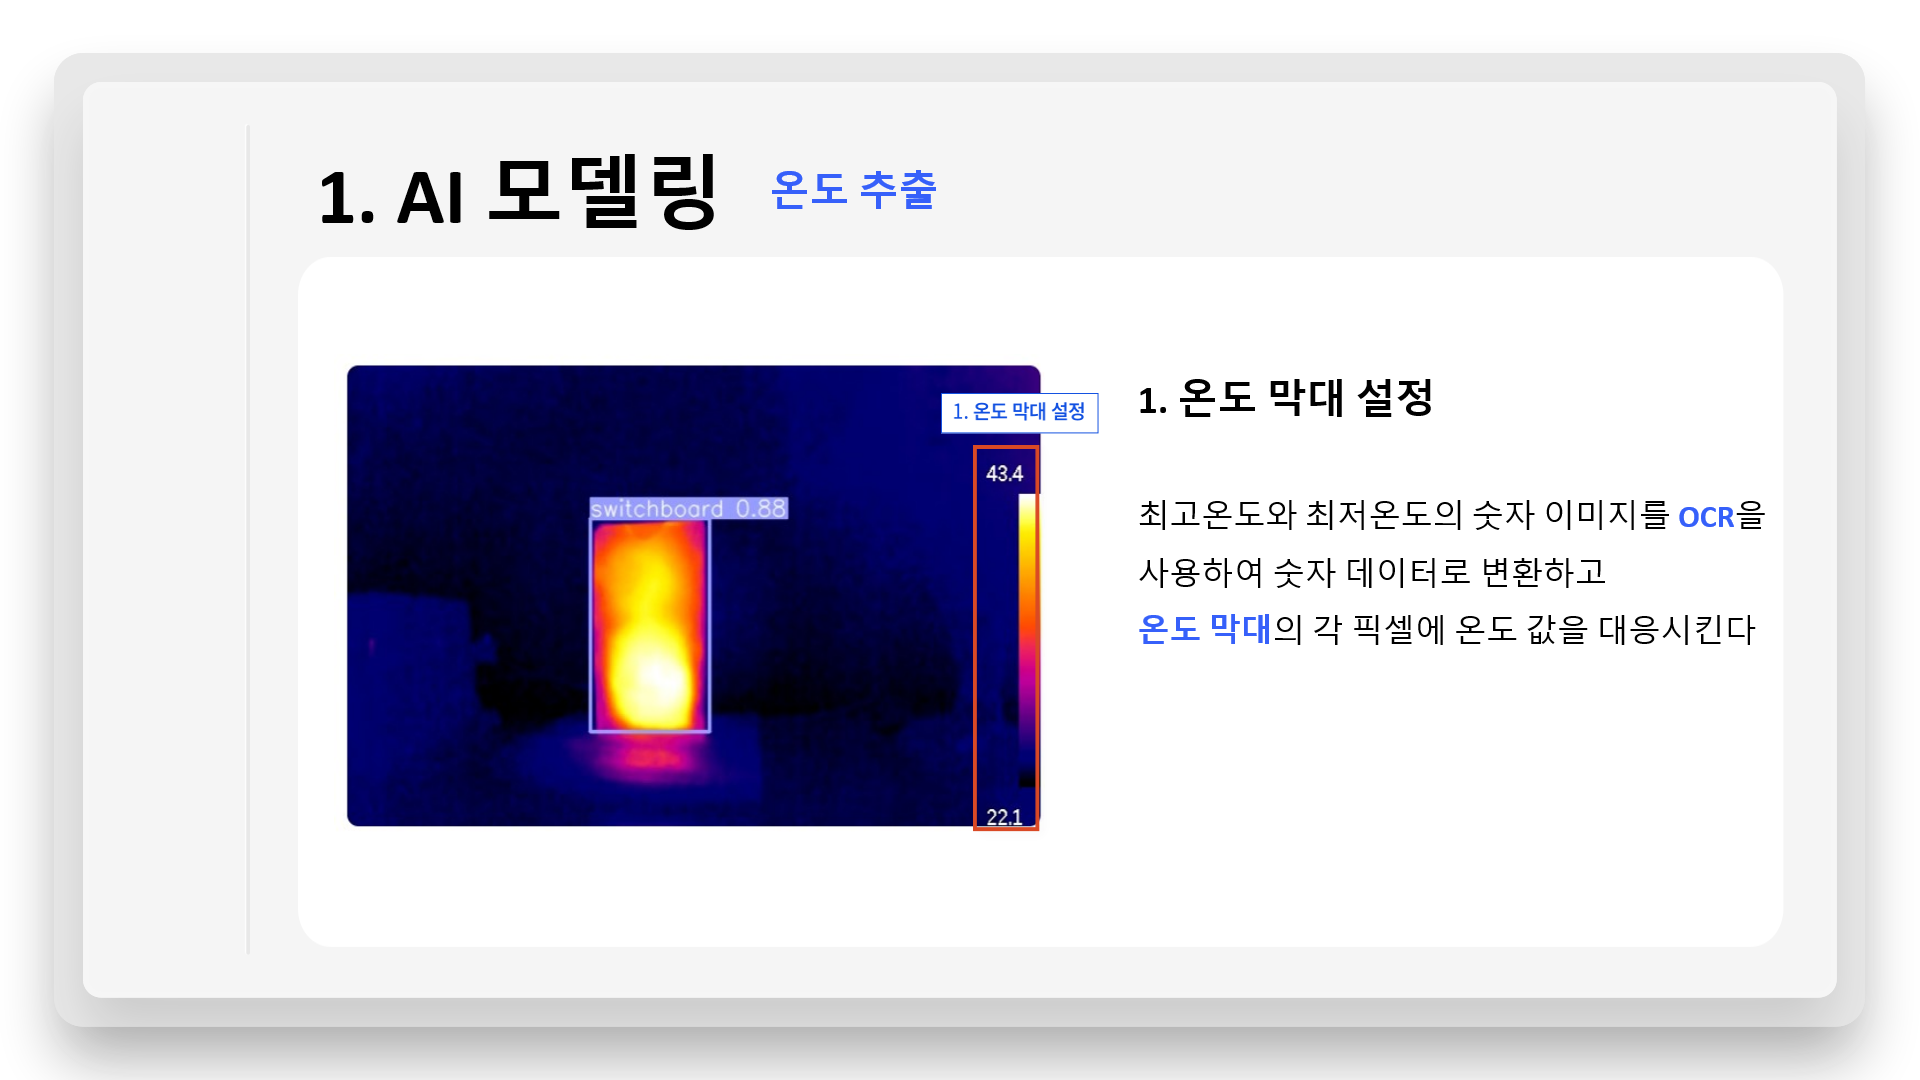 1. AI 모델링 온도 추출
1. 온도 막대 설정
43.4
switchboard 0.88
22.1
1. 온도 막대 설정
최고온도와 최저온도의 숫자 이미지를 OCR을
사용하여 숫자 데이터로 변환하고
온도 막대의 각 픽셀에 온도 값을 대응시킨다